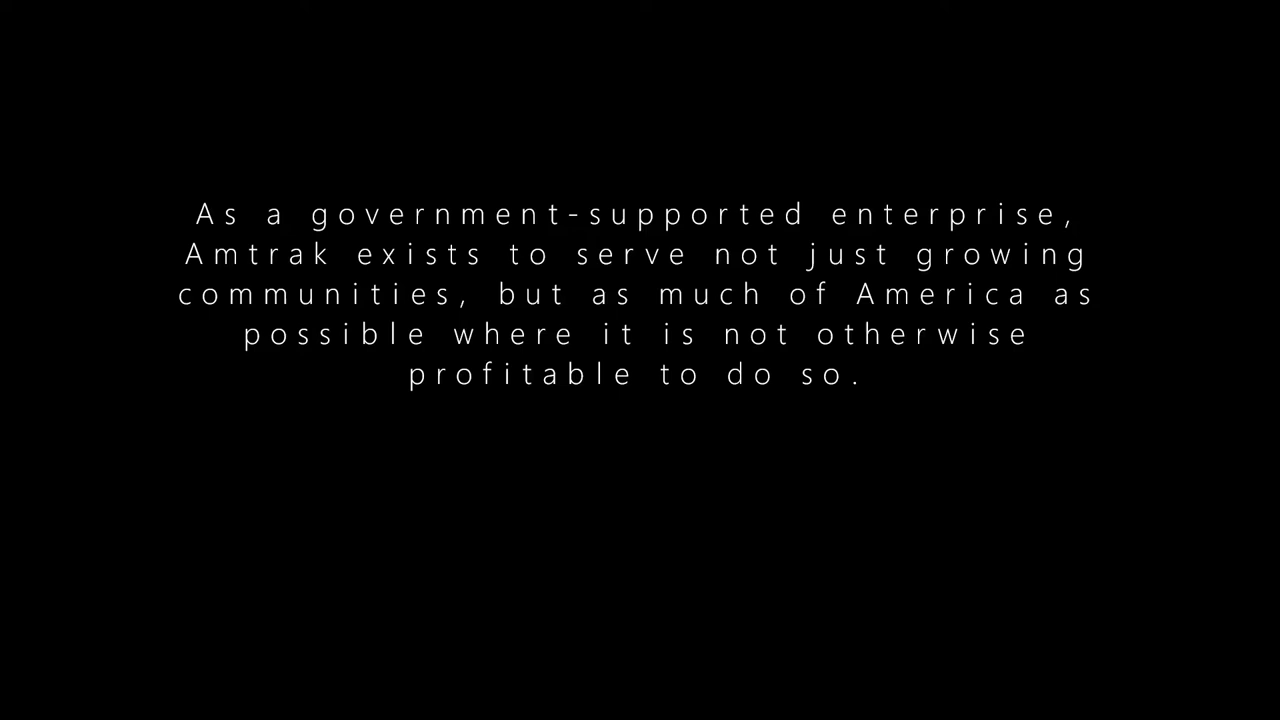 As a government-supported enterprise,
Amtrak exists to serve not just growing
communities, but as much of America as
possible where it is not otherwise
profitable to do so.